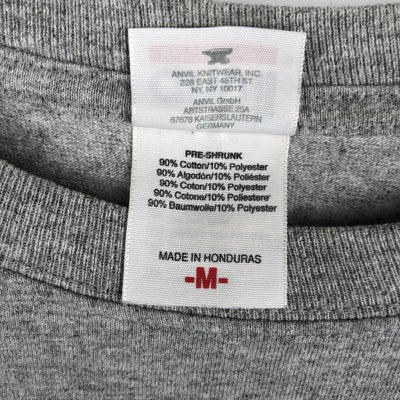 ANVIL KNITWEAR, INC.
228 EAST 45TH ST.
NY, NY 10017
ANVIL GmbH
ABTSTRASSE 25A
67678 KAISERSLAUTERN
GERMANY
PRE-SHRUNK
90% Cotton/10% Polyester
90% Algodón/10% Poliéster
90% Coton/10% Polyester
90% Cotone/10% Poliestere
90% Baumwolle/10% Polyester
MADE IN HONDURAS
-M-